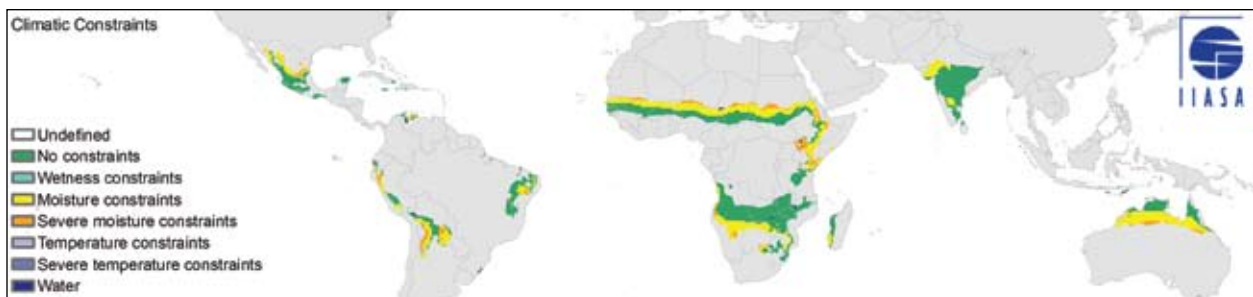 Climatic Constraints
Undefined
No constraints
Wetness constraints
Moisture constraints
Severe moisture constraints
Temperature constraints
Severe temperature constraints
Water
IIASA